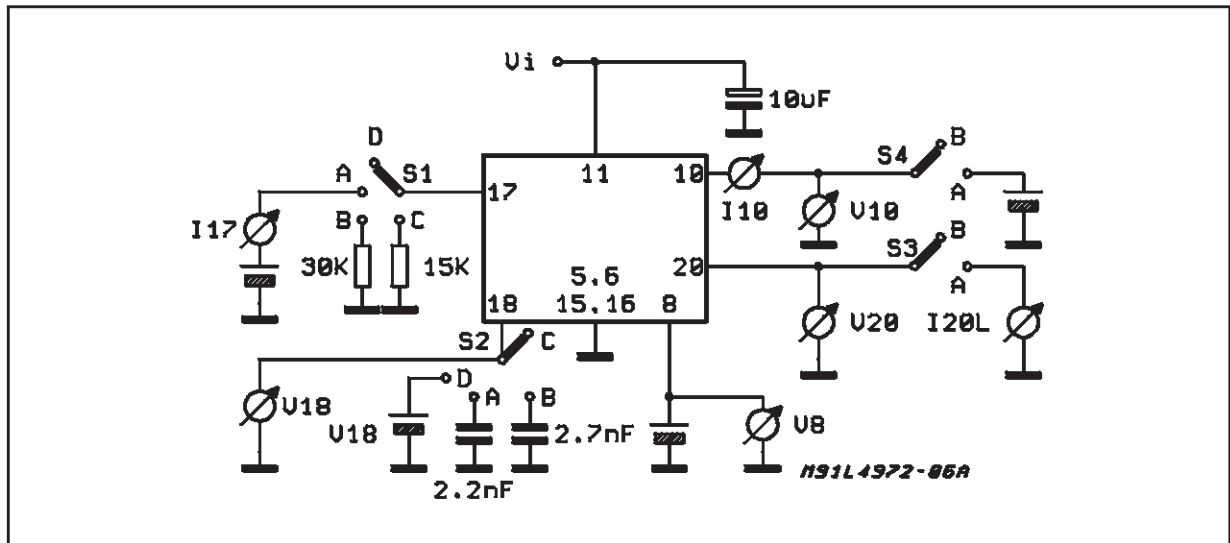 Vi
10uF
D
A
S1
17
11
10
S4
B
A
I17
B
C
I10
V10
30K
15K
5.6
15.16
20
S3
B
A
18
8
S2
C
V20
I20L
V18
D
A
B
V18
2.7nF
V8
2.2nF
M91L4972-06A